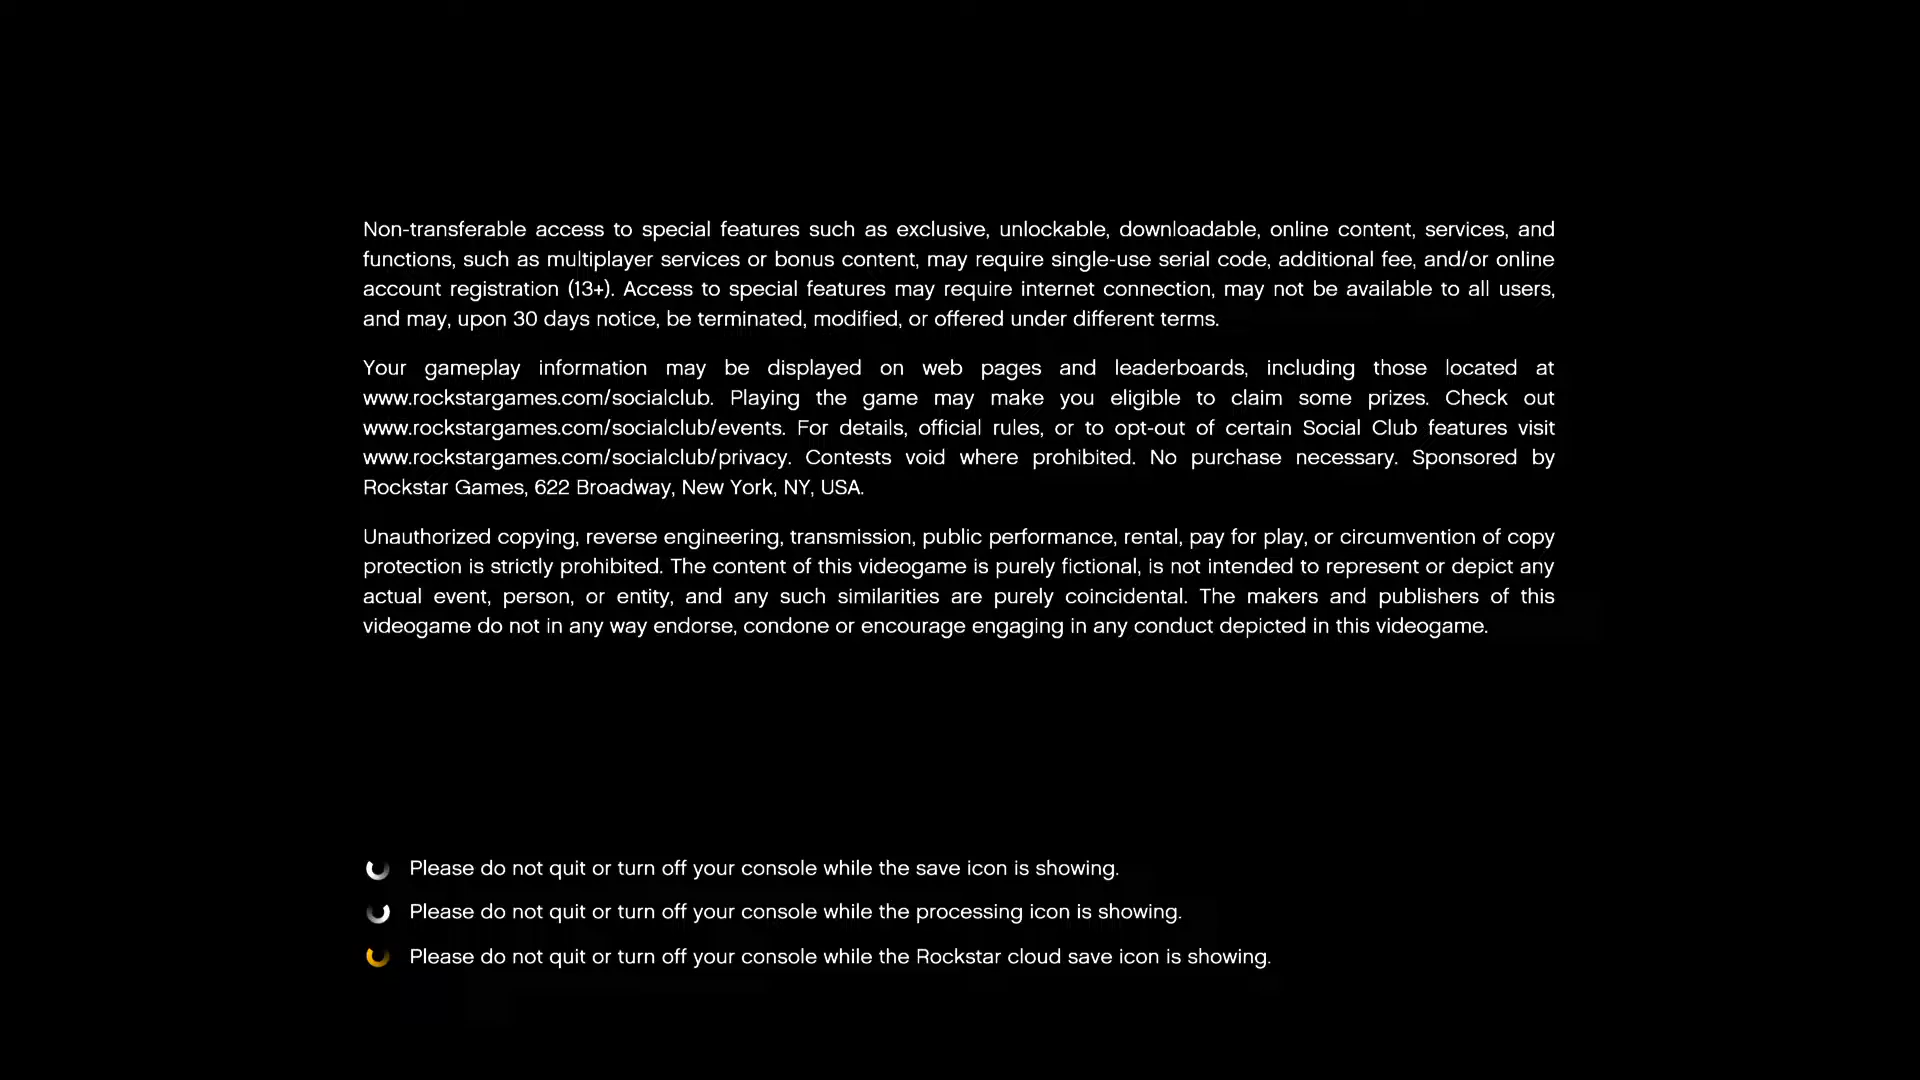 Non-transferable access to special features such as exclusive, unlockable, downloadable, online content, services, and
functions, such as multiplayer services or bonus content, may require single-use serial code, additional fee, and/or online
account registration (13+). Access to special features may require internet connection, may not be available to all users,
and may, upon 30 days notice, be terminated, modified, or offered under different terms.
Your gameplay information may be displayed on web pages and leaderboards, including those located at
www.rockstargames.com/socialclub. Playing the game may make you eligible to claim some prizes. Check out
www.rockstargames.com/socialclub/events. For details, official rules, or to opt-out of certain Social Club features visit
www.rockstargames.com/socialclub/privacy. Contests void where prohibited. No purchase necessary. Sponsored by
Rockstar Games, 622 Broadway, New York, NY, USA.
Unauthorized copying, reverse engineering, transmission, public performance, rental, pay for play, or circumvention of copy
protection is strictly prohibited. The content of this videogame is purely fictional, is not intended to represent or depict any
actual event, person, or entity, and any such similarities are purely coincidental. The makers and publishers of this
videogame do not in any way endorse, condone or encourage engaging in any conduct depicted in this videogame.
Please do not quit or turn off your console while the save icon is showing.
Please do not quit or turn off your console while the processing icon is showing.
Please do not quit or turn off your console while the Rockstar cloud save icon is showing.